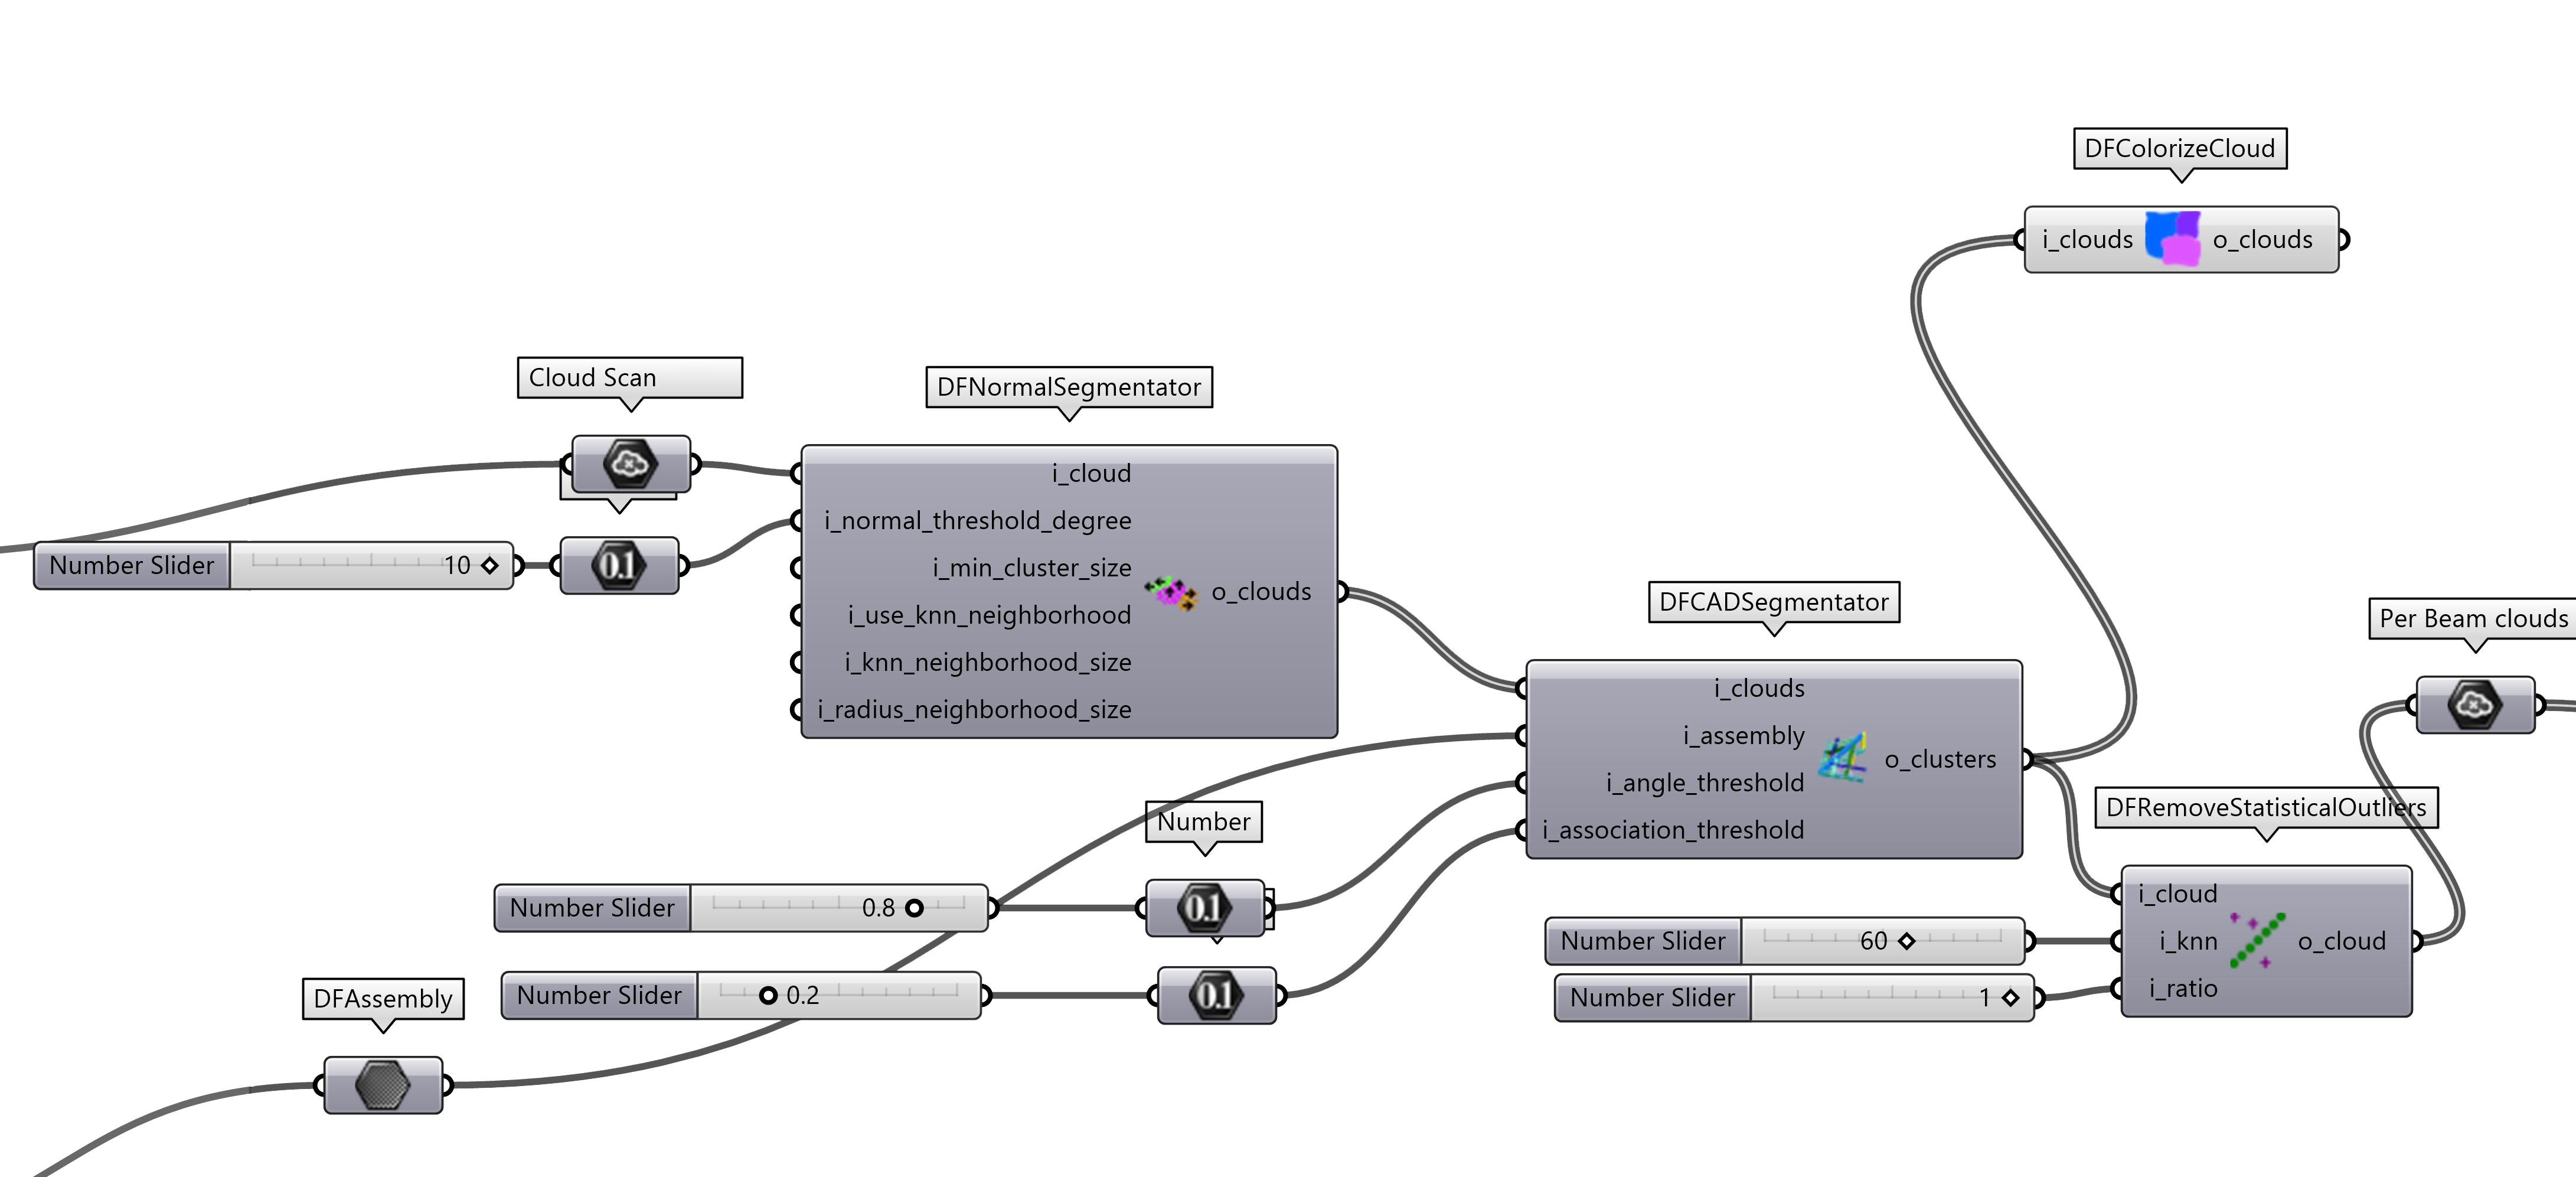 DFColorizeCloud
i_clouds o_clouds
Cloud Scan
DFNormalSegmentator
i_cloud
i_normal_threshold_degree
i_min_cluster_size
i_use_knn_neighborhood
i_knn_neighborhood_size
i_radius_neighborhood_size
o_clouds
Number Slider 10
0.1
DFCADSegmentator
i_clouds
i_assembly
i_angle_threshold
i_association_threshold
o_clusters
Per Beam clouds
Number
Number Slider 0.8
0.1
Number Slider 0.2
0.1
DFAssembly
DFRemoveStatisticalOutliers
i_cloud
i_knn
i_ratio
o_cloud
Number Slider 60
Number Slider 1